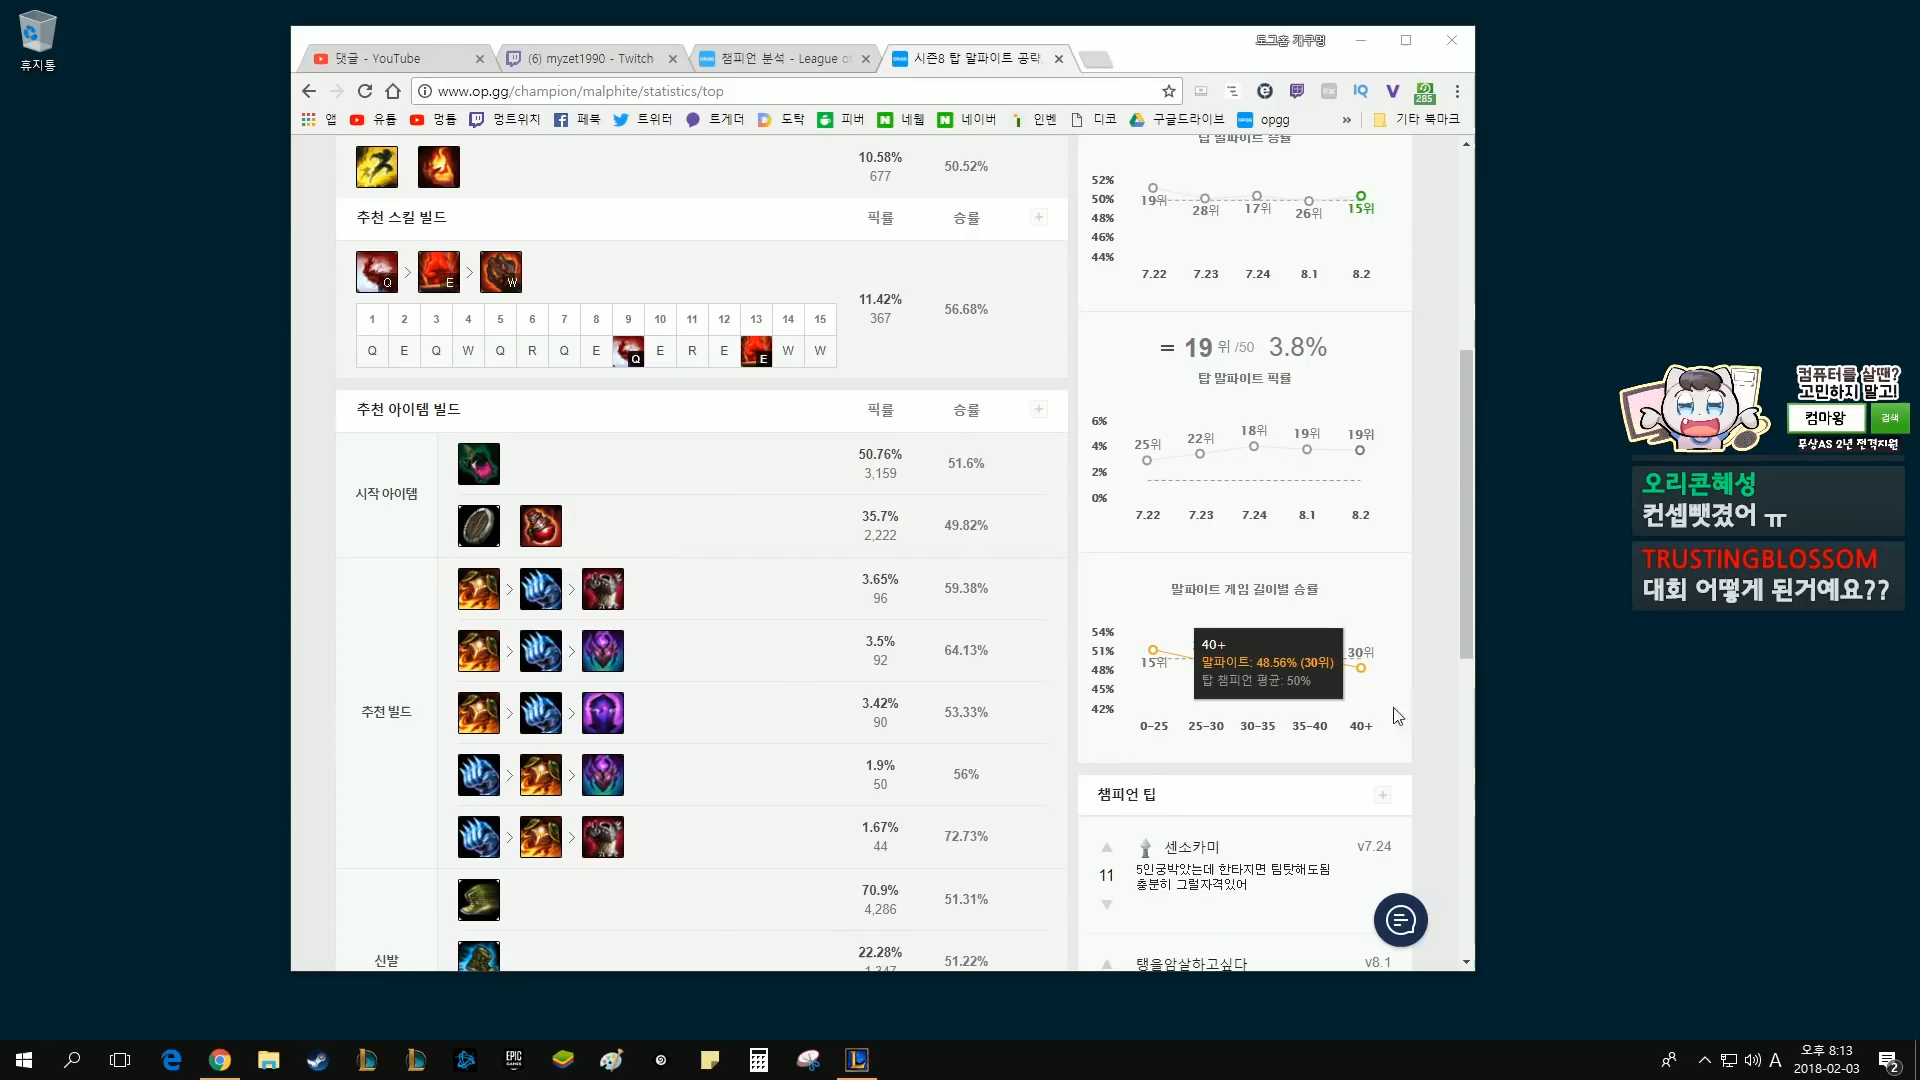 휴지통
댓글 - YouTube
(6) myzet1990 - Twitch
챔피언 분석 - League of
시즌8 탑 말파이트 공략
www.op.gg/champion/malphite/statistics/top
285
앱
유튭
멍튭
멍트위치
페북
트위터
트게더
도탁
피버
네웹
네이버
인벤
디코
구글드라이브
opgg
»
기타 북마크
10.58%
677
50.52%
추천 스킬 빌드
픽률
승률
Q > E > W
11.42%
367
56.68%
1 2 3 4 5 6 7 8 9 10 11 12 13 14 15
Q E Q W Q R Q E Q E R E E W W
추천 아이템 빌드
픽률
승률
시작 아이템
50.76%
3,159
51.6%
35.7%
2,222
49.82%
추천 빌드
3.65%
96
59.38%
3.5%
92
64.13%
3.42%
90
53.33%
1.9%
50
56%
1.67%
44
72.73%
신발
70.9%
4,286
51.31%
22.28%
51.22%
탑 말파이트 승률
52%
50%
48%
46%
44%
19위 28위 17위 26위 15위
7.22 7.23 7.24 8.1 8.2
= 19 위 /50 3.8%
탑 말파이트 픽률
6%
4%
2%
0%
25위 22위 18위 19위 19위
7.22 7.23 7.24 8.1 8.2
말파이트 게임 길이별 승률
54%
51%
48%
45%
42%
15위
30위
40+
말파이트: 48.56% (30위)
탑 챔피언 평균: 50%
0-25 25-30 30-35 35-40 40+
챔피언 팁
11
센소카미
v7.24
5인궁박았는데 한타지면 팀탓해도됨
충분히 그럴자격있어
탱을암살하고싶다
v8.1
컴퓨터를 살땐?
고민하지 말고!
컴마왕
검색
무상AS 2년 전격지원
오리콘혜성
컨셉뺏겼어 ㅠ
TRUSTINGBLOSSOM
대회 어떻게 된거예요??
EPIC
GAMES
A
오후 8:13
2018-02-03
2